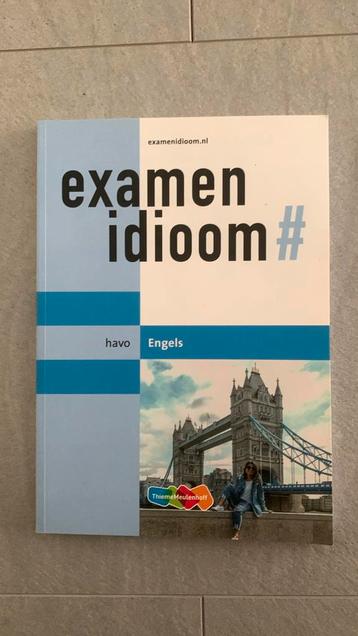 examenidioom.nl
examen
idioom#
havo Engels
ThiemeMeulenhoff